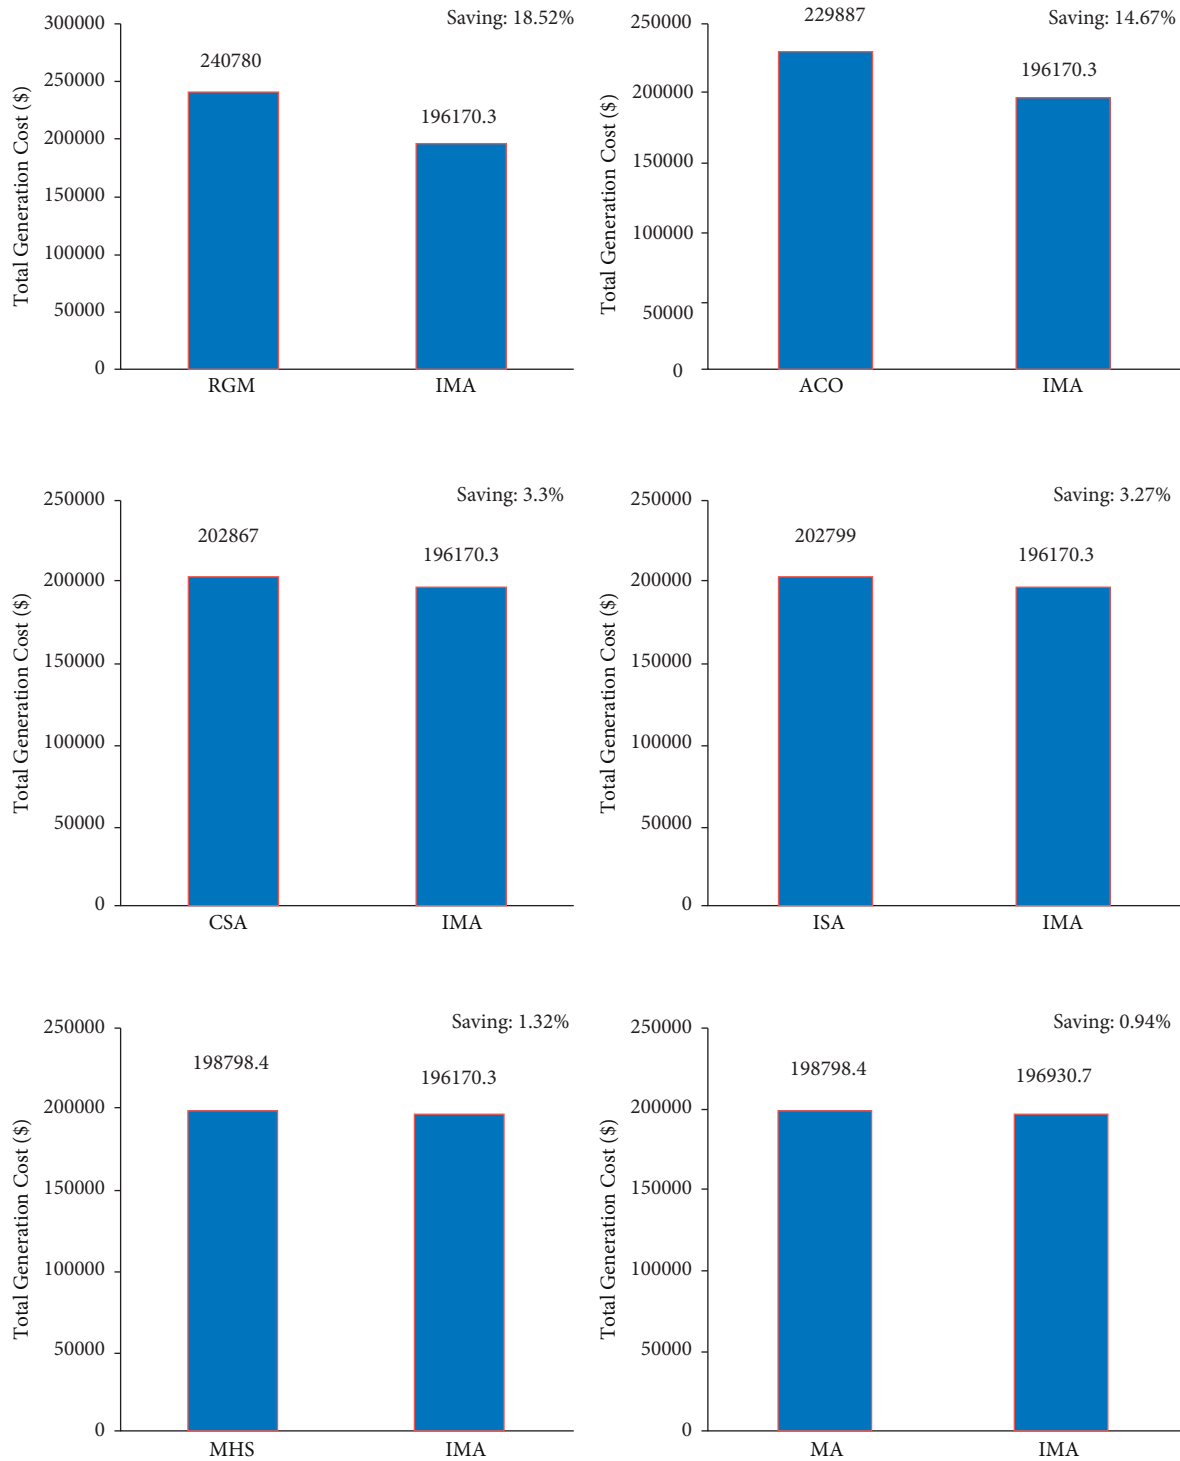 Saving: 18.52%
Total Generation Cost ($)
300000
250000
200000
150000
100000
50000
0
240780
196170.3
RGM
IMA
Saving: 14.67%
Total Generation Cost ($)
250000
200000
150000
100000
50000
0
229887
196170.3
ACO
IMA
Saving: 3.3%
Total Generation Cost ($)
250000
200000
150000
100000
50000
0
202867
196170.3
CSA
IMA
Saving: 3.27%
Total Generation Cost ($)
250000
200000
150000
100000
50000
0
202799
196170.3
ISA
IMA
Saving: 1.32%
Total Generation Cost ($)
250000
200000
150000
100000
50000
0
198798.4
196170.3
MHS
IMA
Saving: 0.94%
Total Generation Cost ($)
250000
200000
150000
100000
50000
0
198798.4
196930.7
MA
IMA